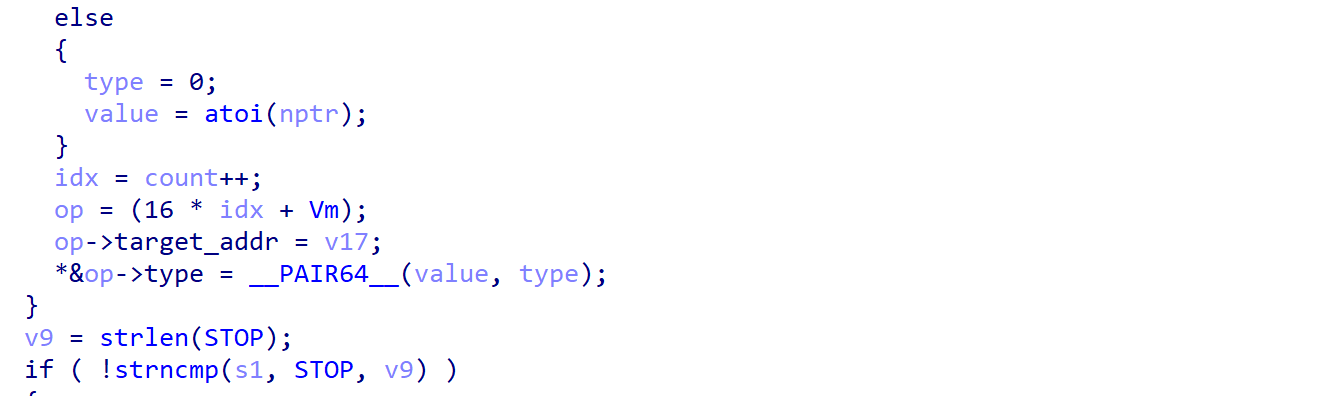 else
{
type = 0;
value = atoi(nptr);
}
idx = count++;
op = (16 * idx + Vm);
op->target_addr = v17;
*&op->type = __PAIR64__(value, type);
}
v9 = strlen(STOP);
if ( !strncmp(s1, STOP, v9) )